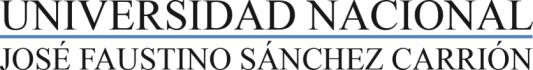 UNIVERSIDAD NACIONAL
JOSÉ FAUSTINO SÁNCHEZ CARRIÓN